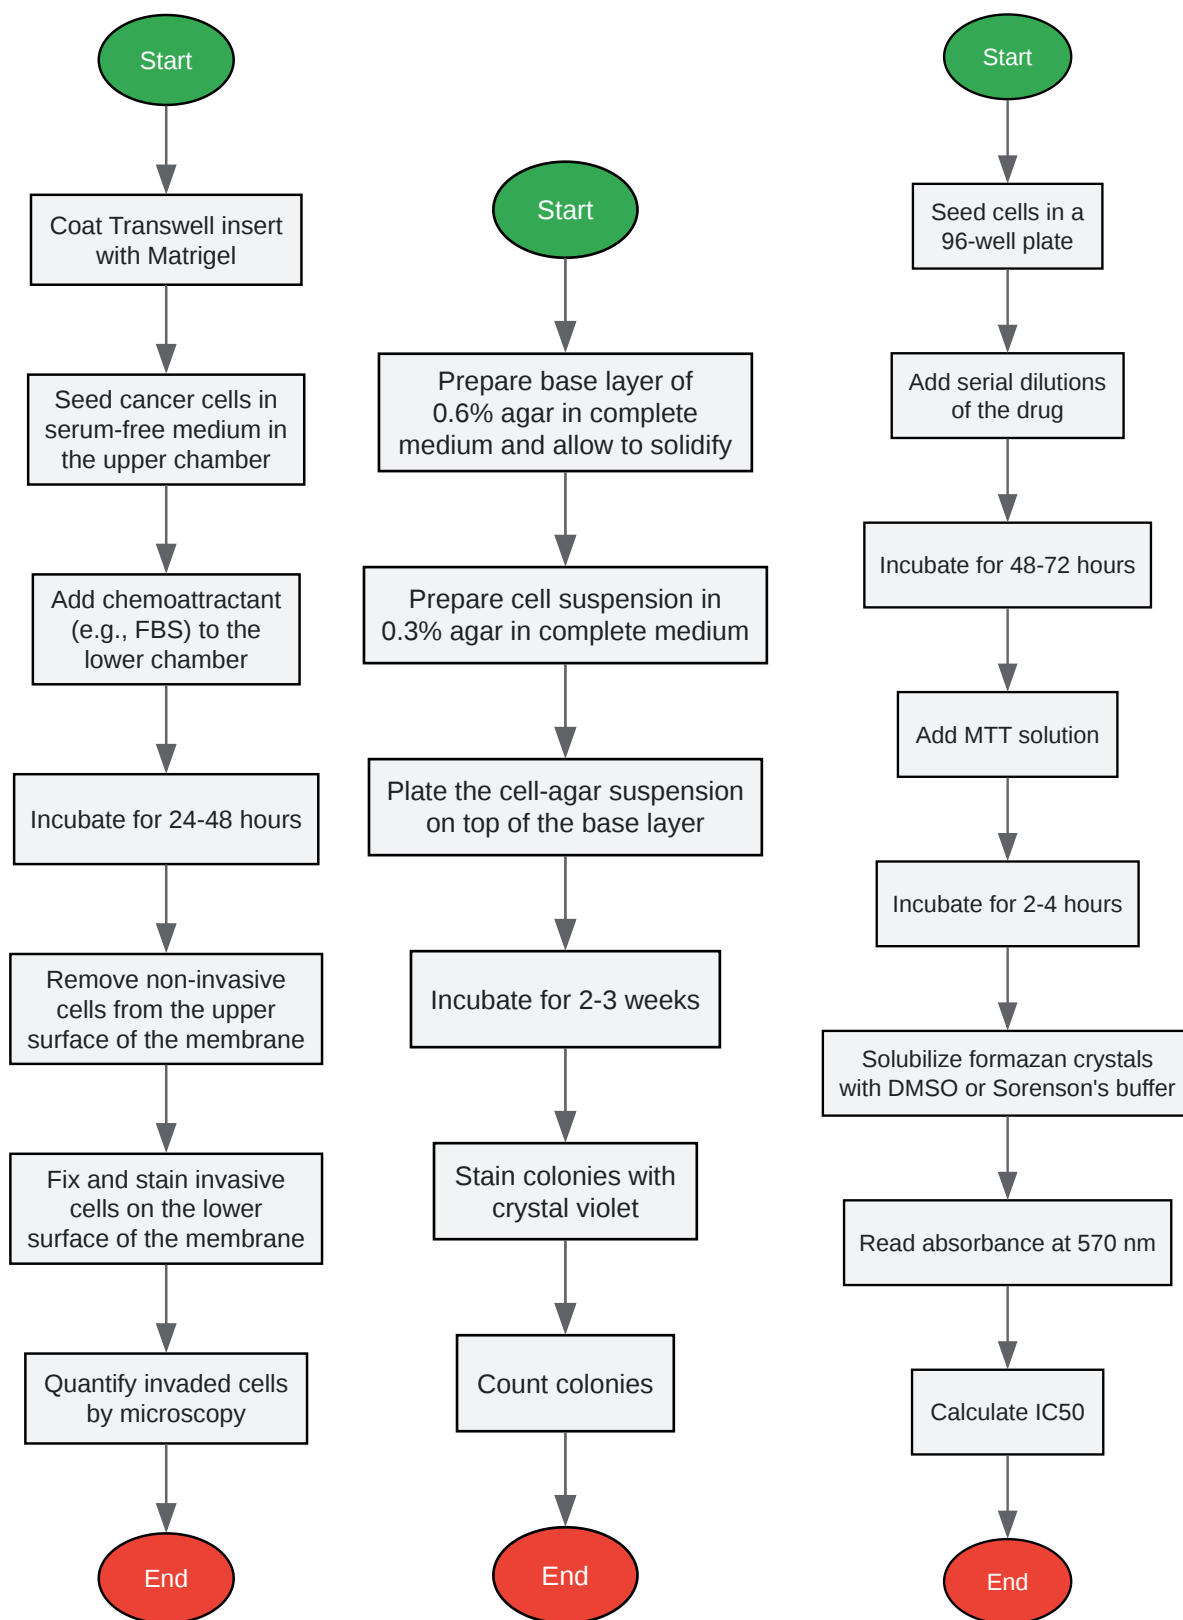 Start
Coat Transwell insert
with Matrigel
Seed cancer cells in
serum-free medium in
the upper chamber
Add chemoattractant
(e.g., FBS) to the
lower chamber
Incubate for 24-48 hours
Remove non-invasive
cells from the upper
surface of the membrane
Fix and stain invasive
cells on the lower
surface of the membrane
Quantify invaded cells
by microscopy
End
Start
Prepare base layer of
0.6% agar in complete
medium and allow to solidify
Prepare cell suspension in
0.3% agar in complete medium
Plate the cell-agar suspension
on top of the base layer
Incubate for 2-3 weeks
Stain colonies with
crystal violet
Count colonies
End
Start
Seed cells in a
96-well plate
Add serial dilutions
of the drug
Incubate for 48-72 hours
Add MTT solution
Incubate for 2-4 hours
Solubilize formazan crystals
with DMSO or Sorenson's buffer
Read absorbance at 570 nm
Calculate IC50
End